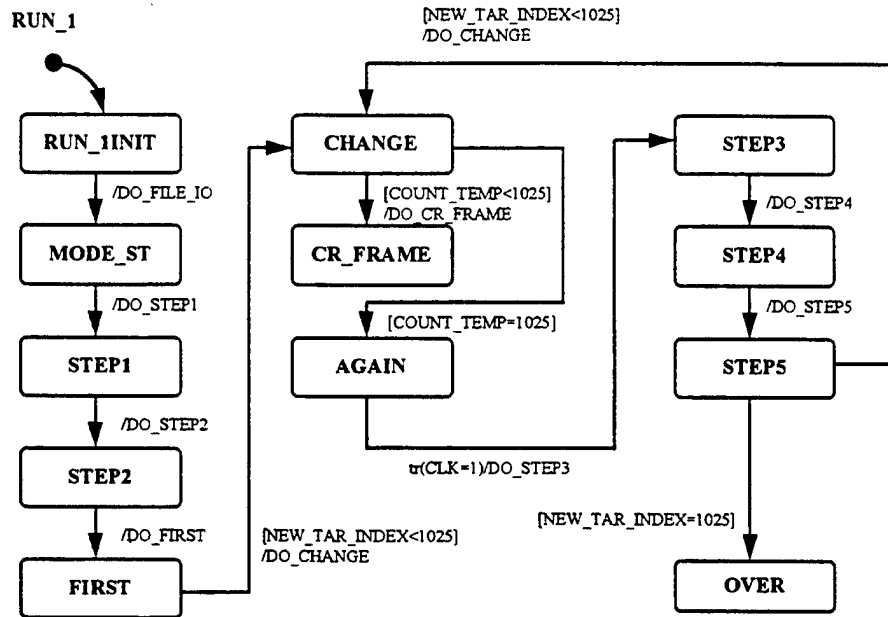 RUN_1
RUN_1INIT
/DO_FILE_IO
MODE_ST
/DO_STEP1
STEP1
/DO_STEP2
STEP2
/DO_FIRST
FIRST
[NEW_TAR_INDEX<1025]
/DO_CHANGE
[NEW_TAR_INDEX<1025]
/DO_CHANGE
CHANGE
[COUNT_TEMP<1025]
/DO_CR_FRAME
CR_FRAME
[COUNT_TEMP=1025]
AGAIN
tr(CLK=1)/DO_STEP3
STEP3
/DO_STEP4
STEP4
/DO_STEP5
STEP5
[NEW_TAR_INDEX=1025]
OVER